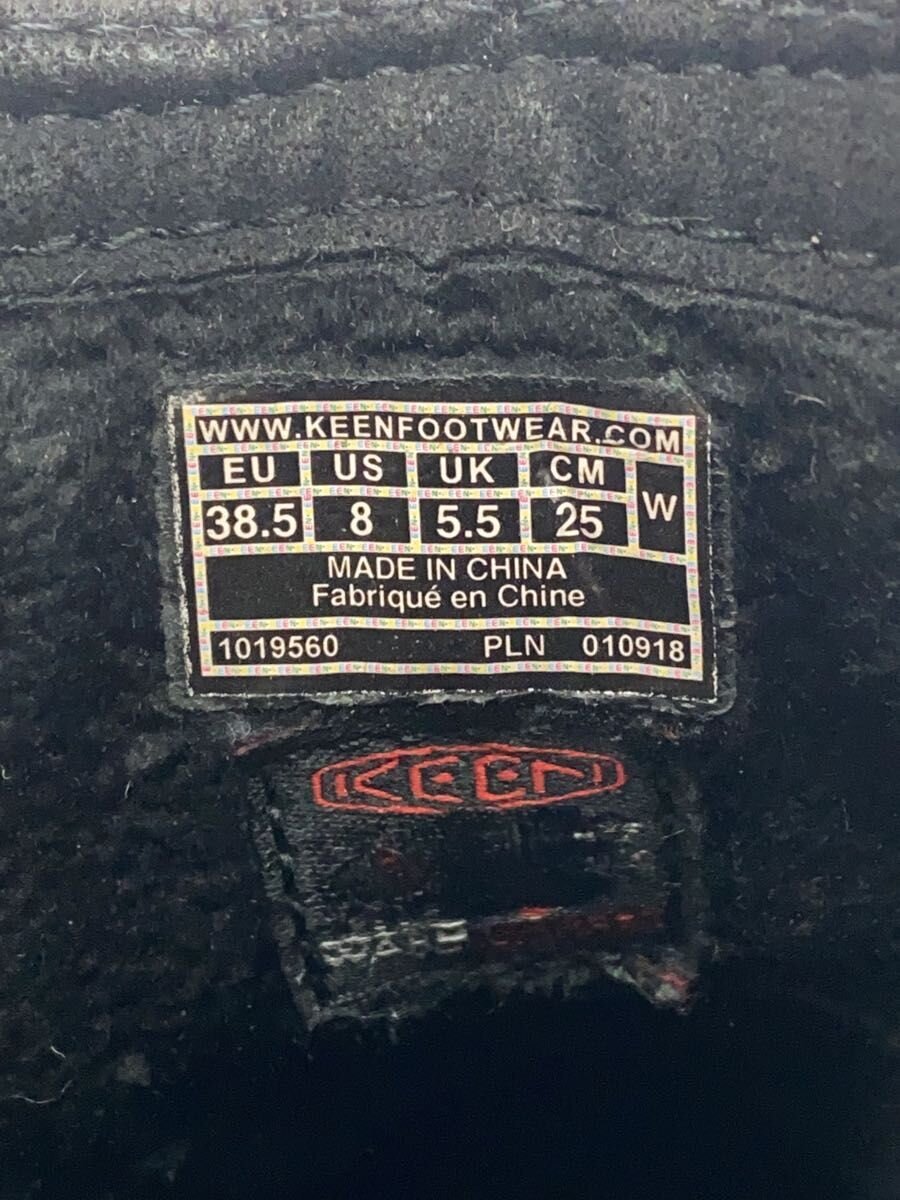 WWW.KEENFOOTWEAR.COM
EU US UK CM W
38.5 8 5.5 25
MADE IN CHINA
Fabriqué en Chine
1019560 PLN 010918
KEEN